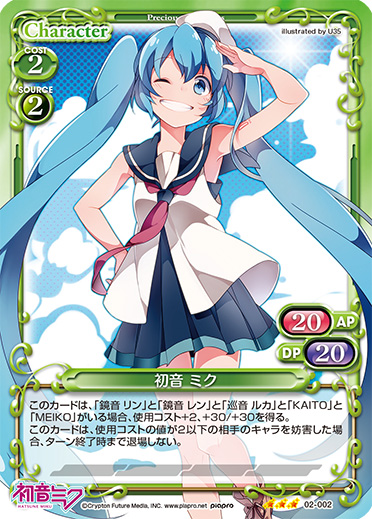 Precious
Character
illustrated by U35
COST
2
SOURCE
2
20 AP
DP 20
初音 ミク
このカードは、「鏡音 リン」と「鏡音 レン」と「巡音 ルカ」と「KAITO」と
「MEIKO」がいる場合、使用コスト+2、+30/+30を得る。
このカードは、使用コストの値が2以下の相手のキャラを妨害した場
合、ターン終了時まで退場しない。
初音ミク
HATSUNE MIKU
©Crypton Future Media, INC. www.piapro.net piapro
02-002